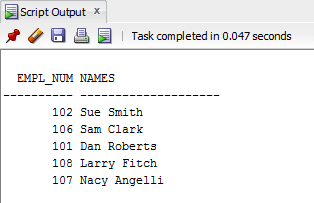 Script Output x
Task completed in 0.047 seconds
EMPL_NUM NAMES
---------- --------------------
102 Sue Smith
106 Sam Clark
101 Dan Roberts
108 Larry Fitch
107 Nacy Angelli